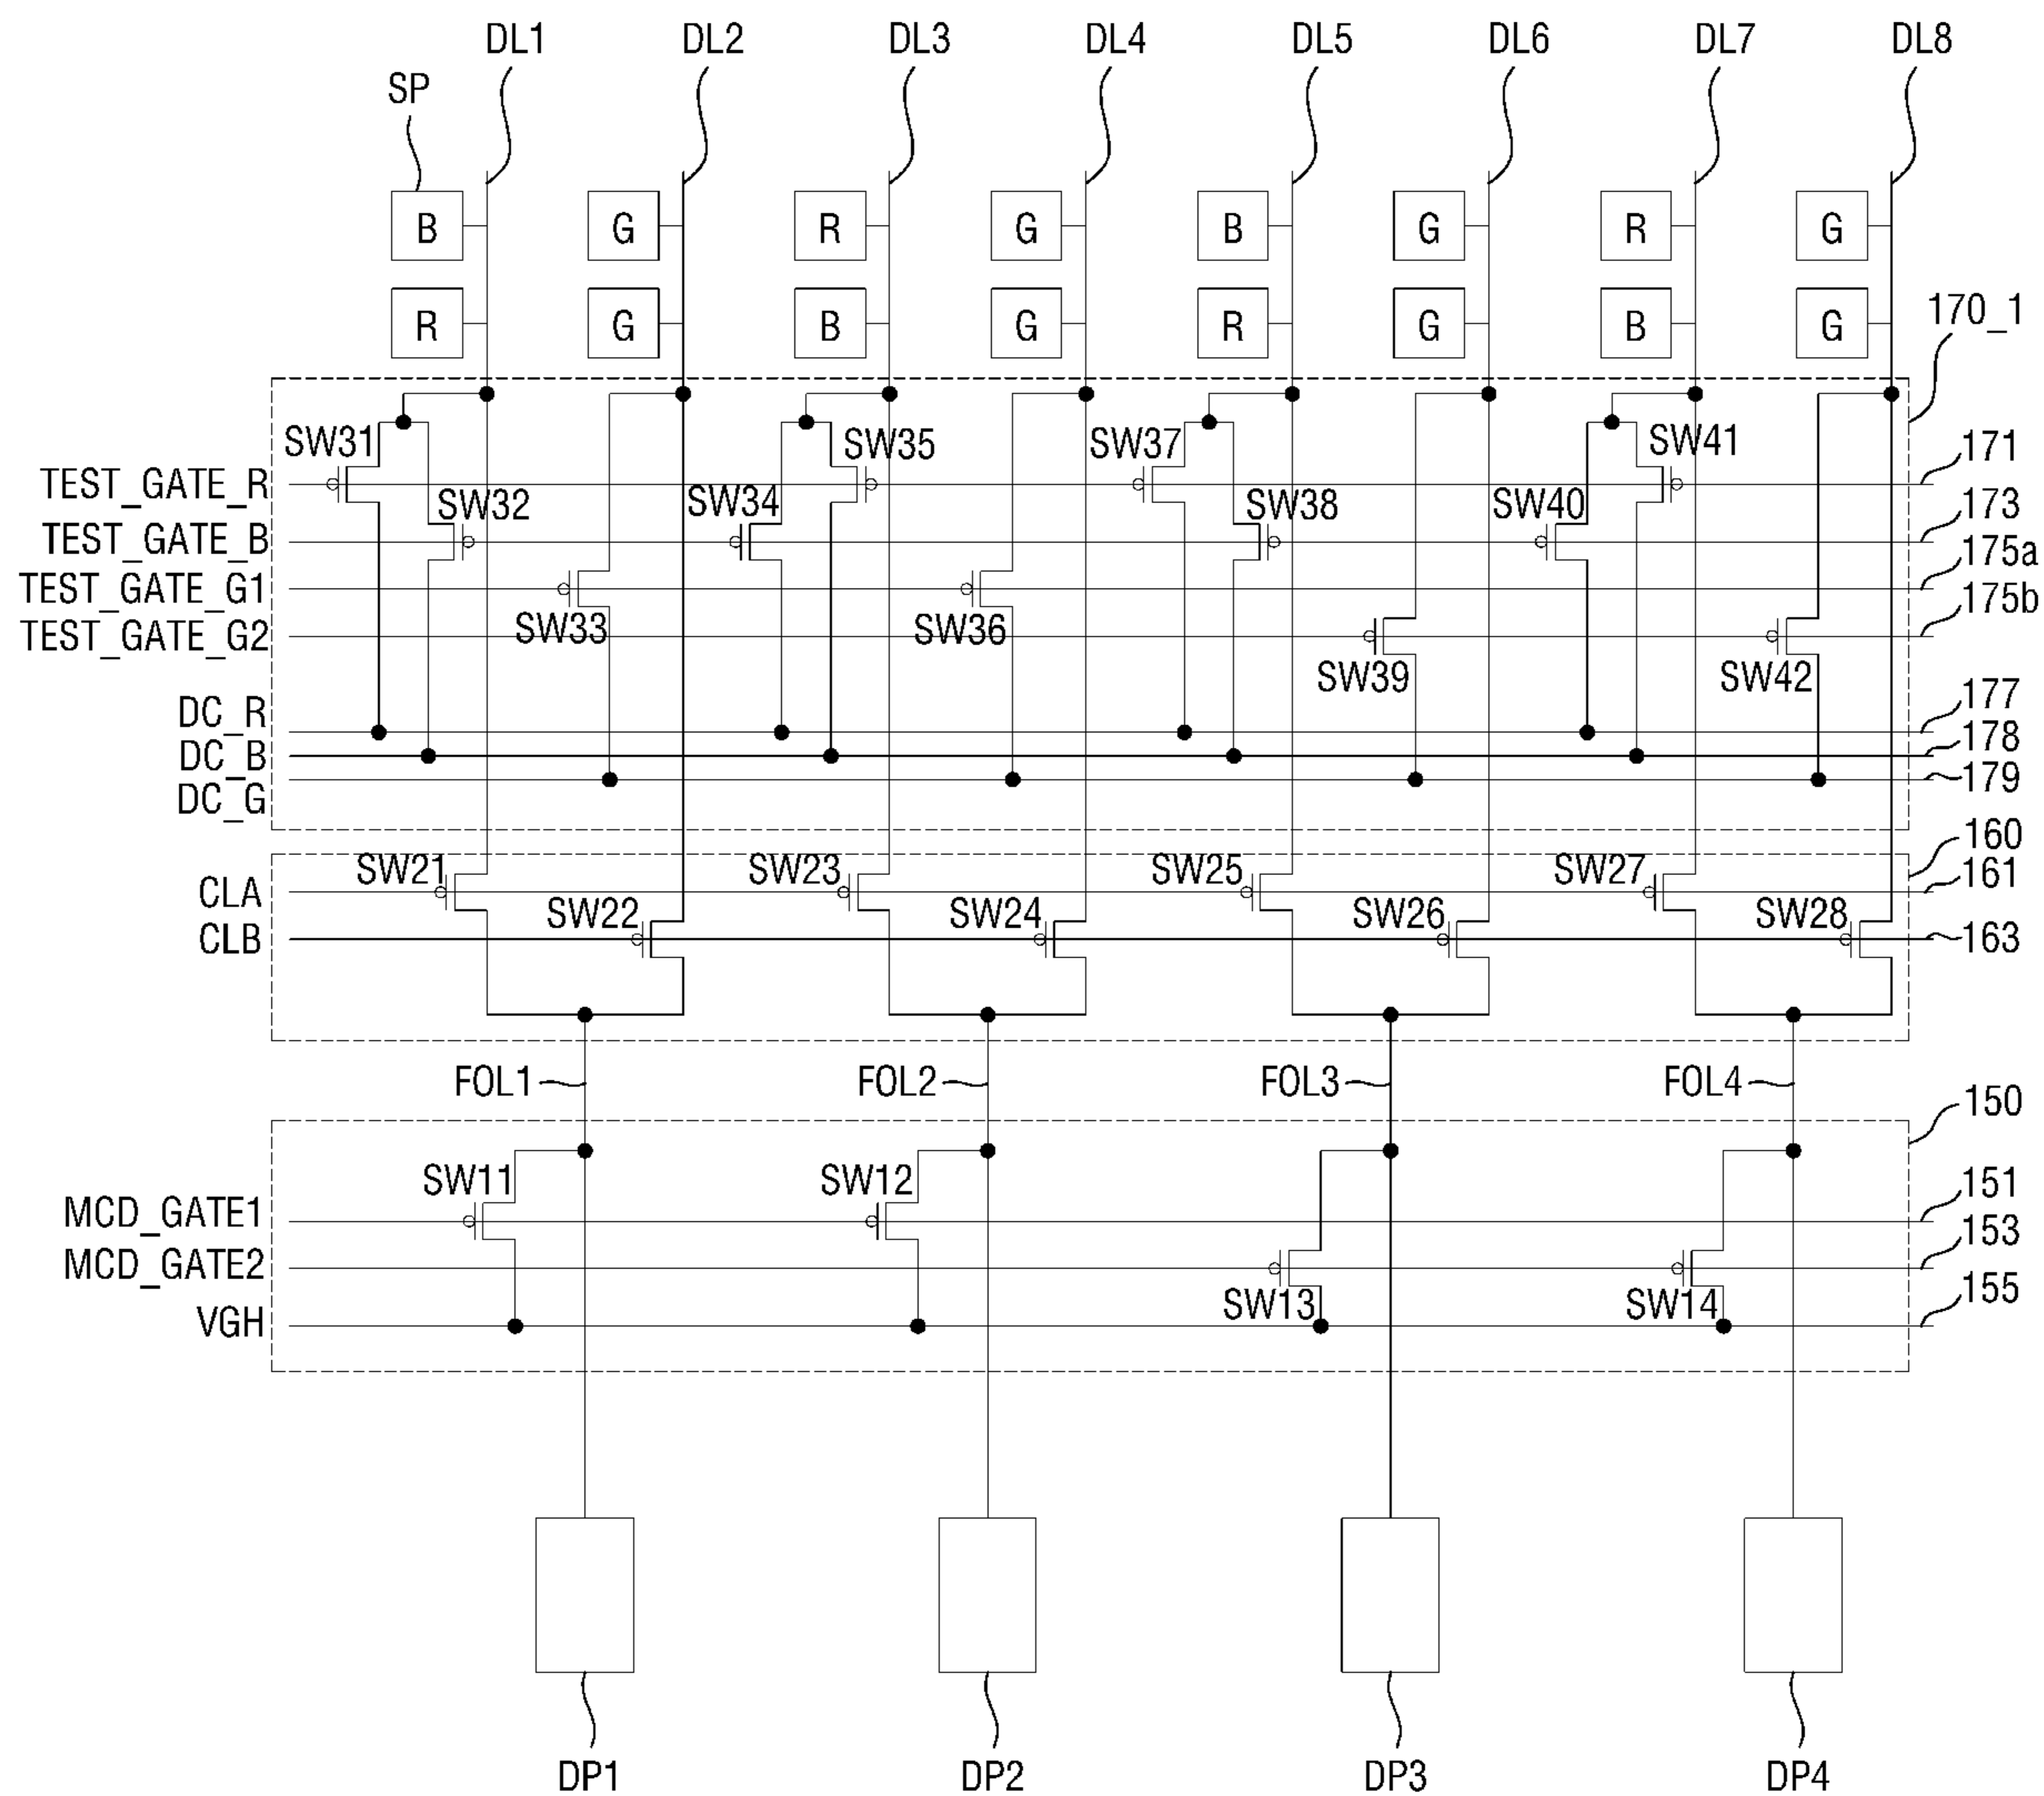 DL1 DL2 DL3 DL4 DL5 DL6 DL7 DL8
SP
B G R G B G R G
R G B G R G B G
170_1
SW31 SW35 SW37 SW41 171
TEST_GATE_R
SW32 SW34 SW38 SW40 173
TEST_GATE_B
175a
TEST_GATE_G1
175b
SW33 SW36
TEST_GATE_G2
SW39 SW42
177
DC_R
178
DC_B
179
DC_G
160
SW21 SW23 SW25 SW27 161
CLA
SW22 SW24 SW26 SW28
CLB 163
FOL1 FOL2 FOL3 FOL4
150
SW11 SW12 151
MCD_GATE1
153
MCD_GATE2
155
SW13 SW14
VGH
DP1 DP2 DP3 DP4